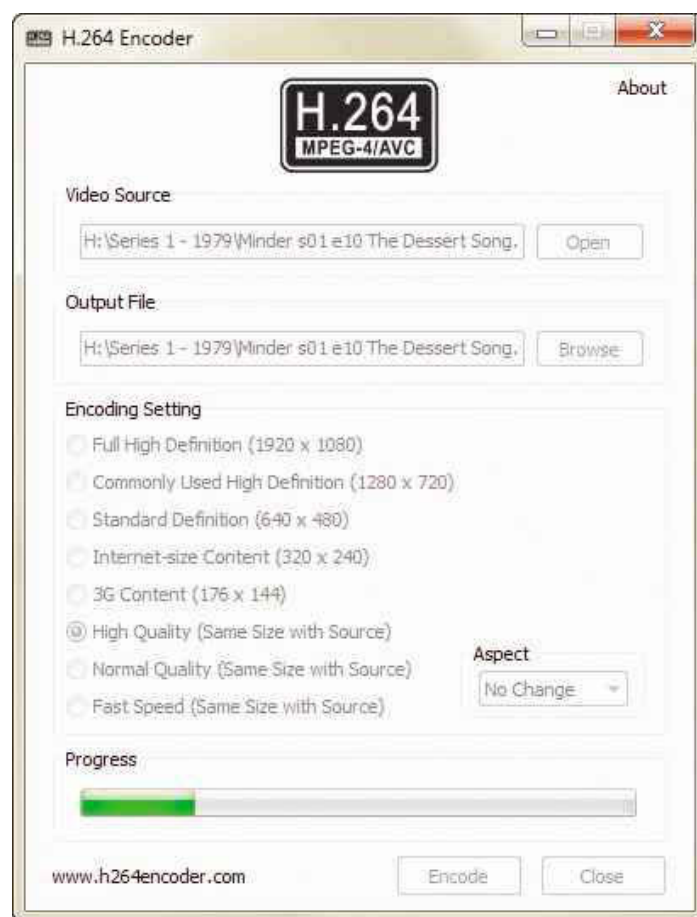 H.264 Encoder
H.264
MPEG-4/AVC
About
Video Source
H:\Series 1 - 1979\Minder s01 e10 The Dessert Song.
Open
Output File
H:\Series 1 - 1979\Minder s01 e10 The Dessert Song.
Browse
Encoding Setting
Full High Definition (1920 x 1080)
Commonly Used High Definition (1280 x 720)
Standard Definition (640 x 480)
Internet-size Content (320 x 240)
3G Content (176 x 144)
High Quality (Same Size with Source)
Normal Quality (Same Size with Source)
Fast Speed (Same Size with Source)
Aspect
No Change
Progress
www.h264encoder.com
Encode
Close